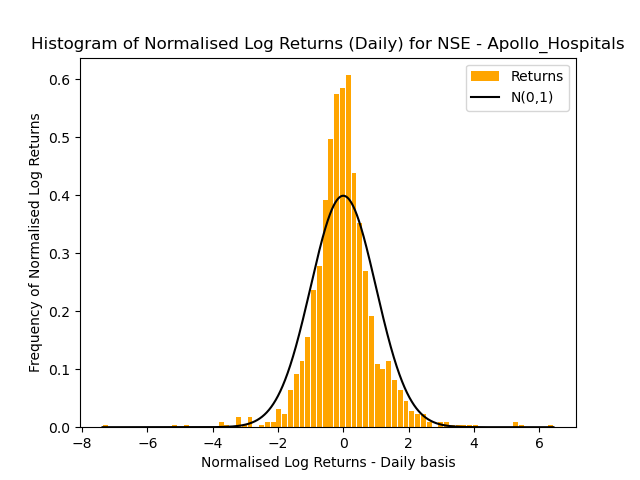 Histogram of Normalised Log Returns (Daily) for NSE - Apollo_Hospitals
Returns
N(0,1)
Frequency of Normalised Log Returns
0.6
0.5
0.4
0.3
0.2
0.1
0.0
−8 −6 −4 −2 0 2 4 6
Normalised Log Returns - Daily basis